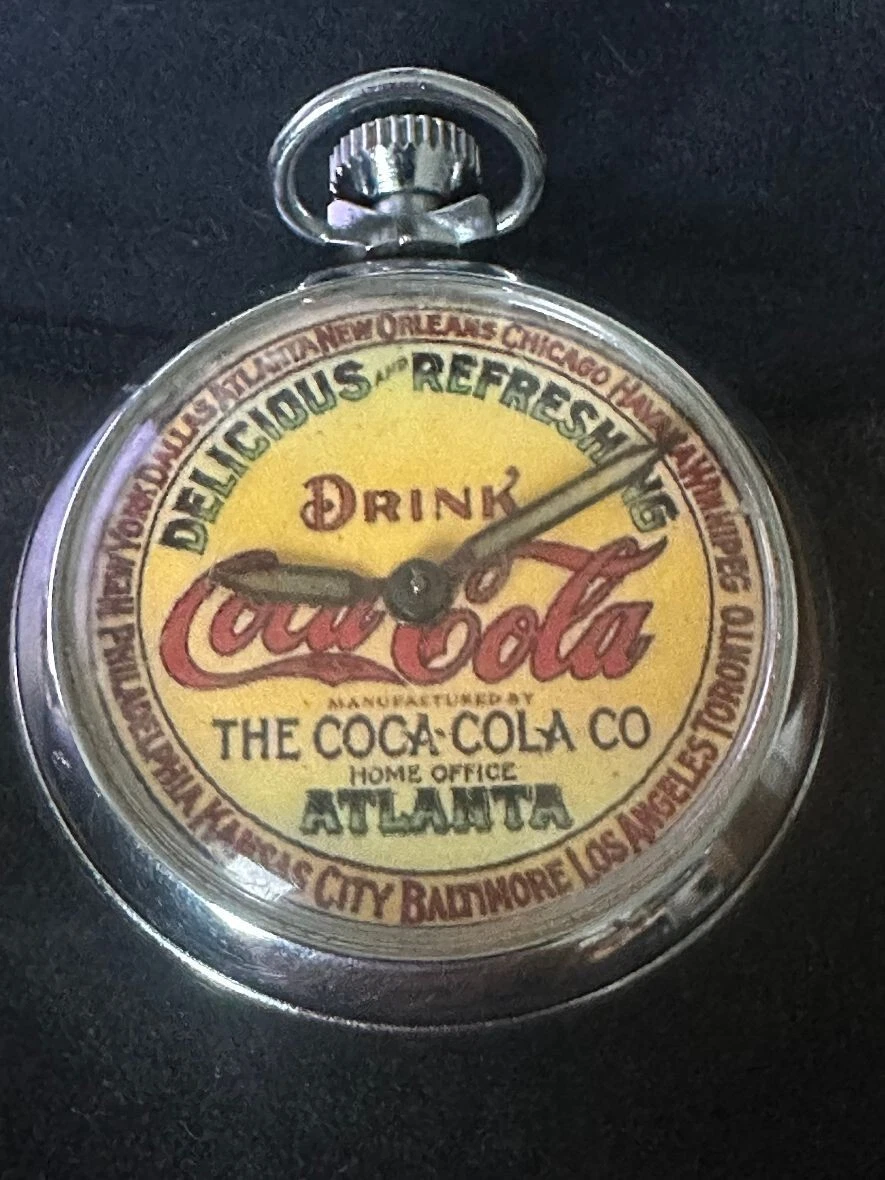 NEW ORLEANS CHICAGO HAVANA WINNIPEG TORONTO LOS ANGELES BALTIMORE KANSAS CITY PHILADELPHIA NEW YORK DALLAS ATLANTA
DELICIOUS AND REFRESHING
DRINK
Coca Cola
MANUFACTURED BY
THE COCA-COLA CO
HOME OFFICE
ATLANTA